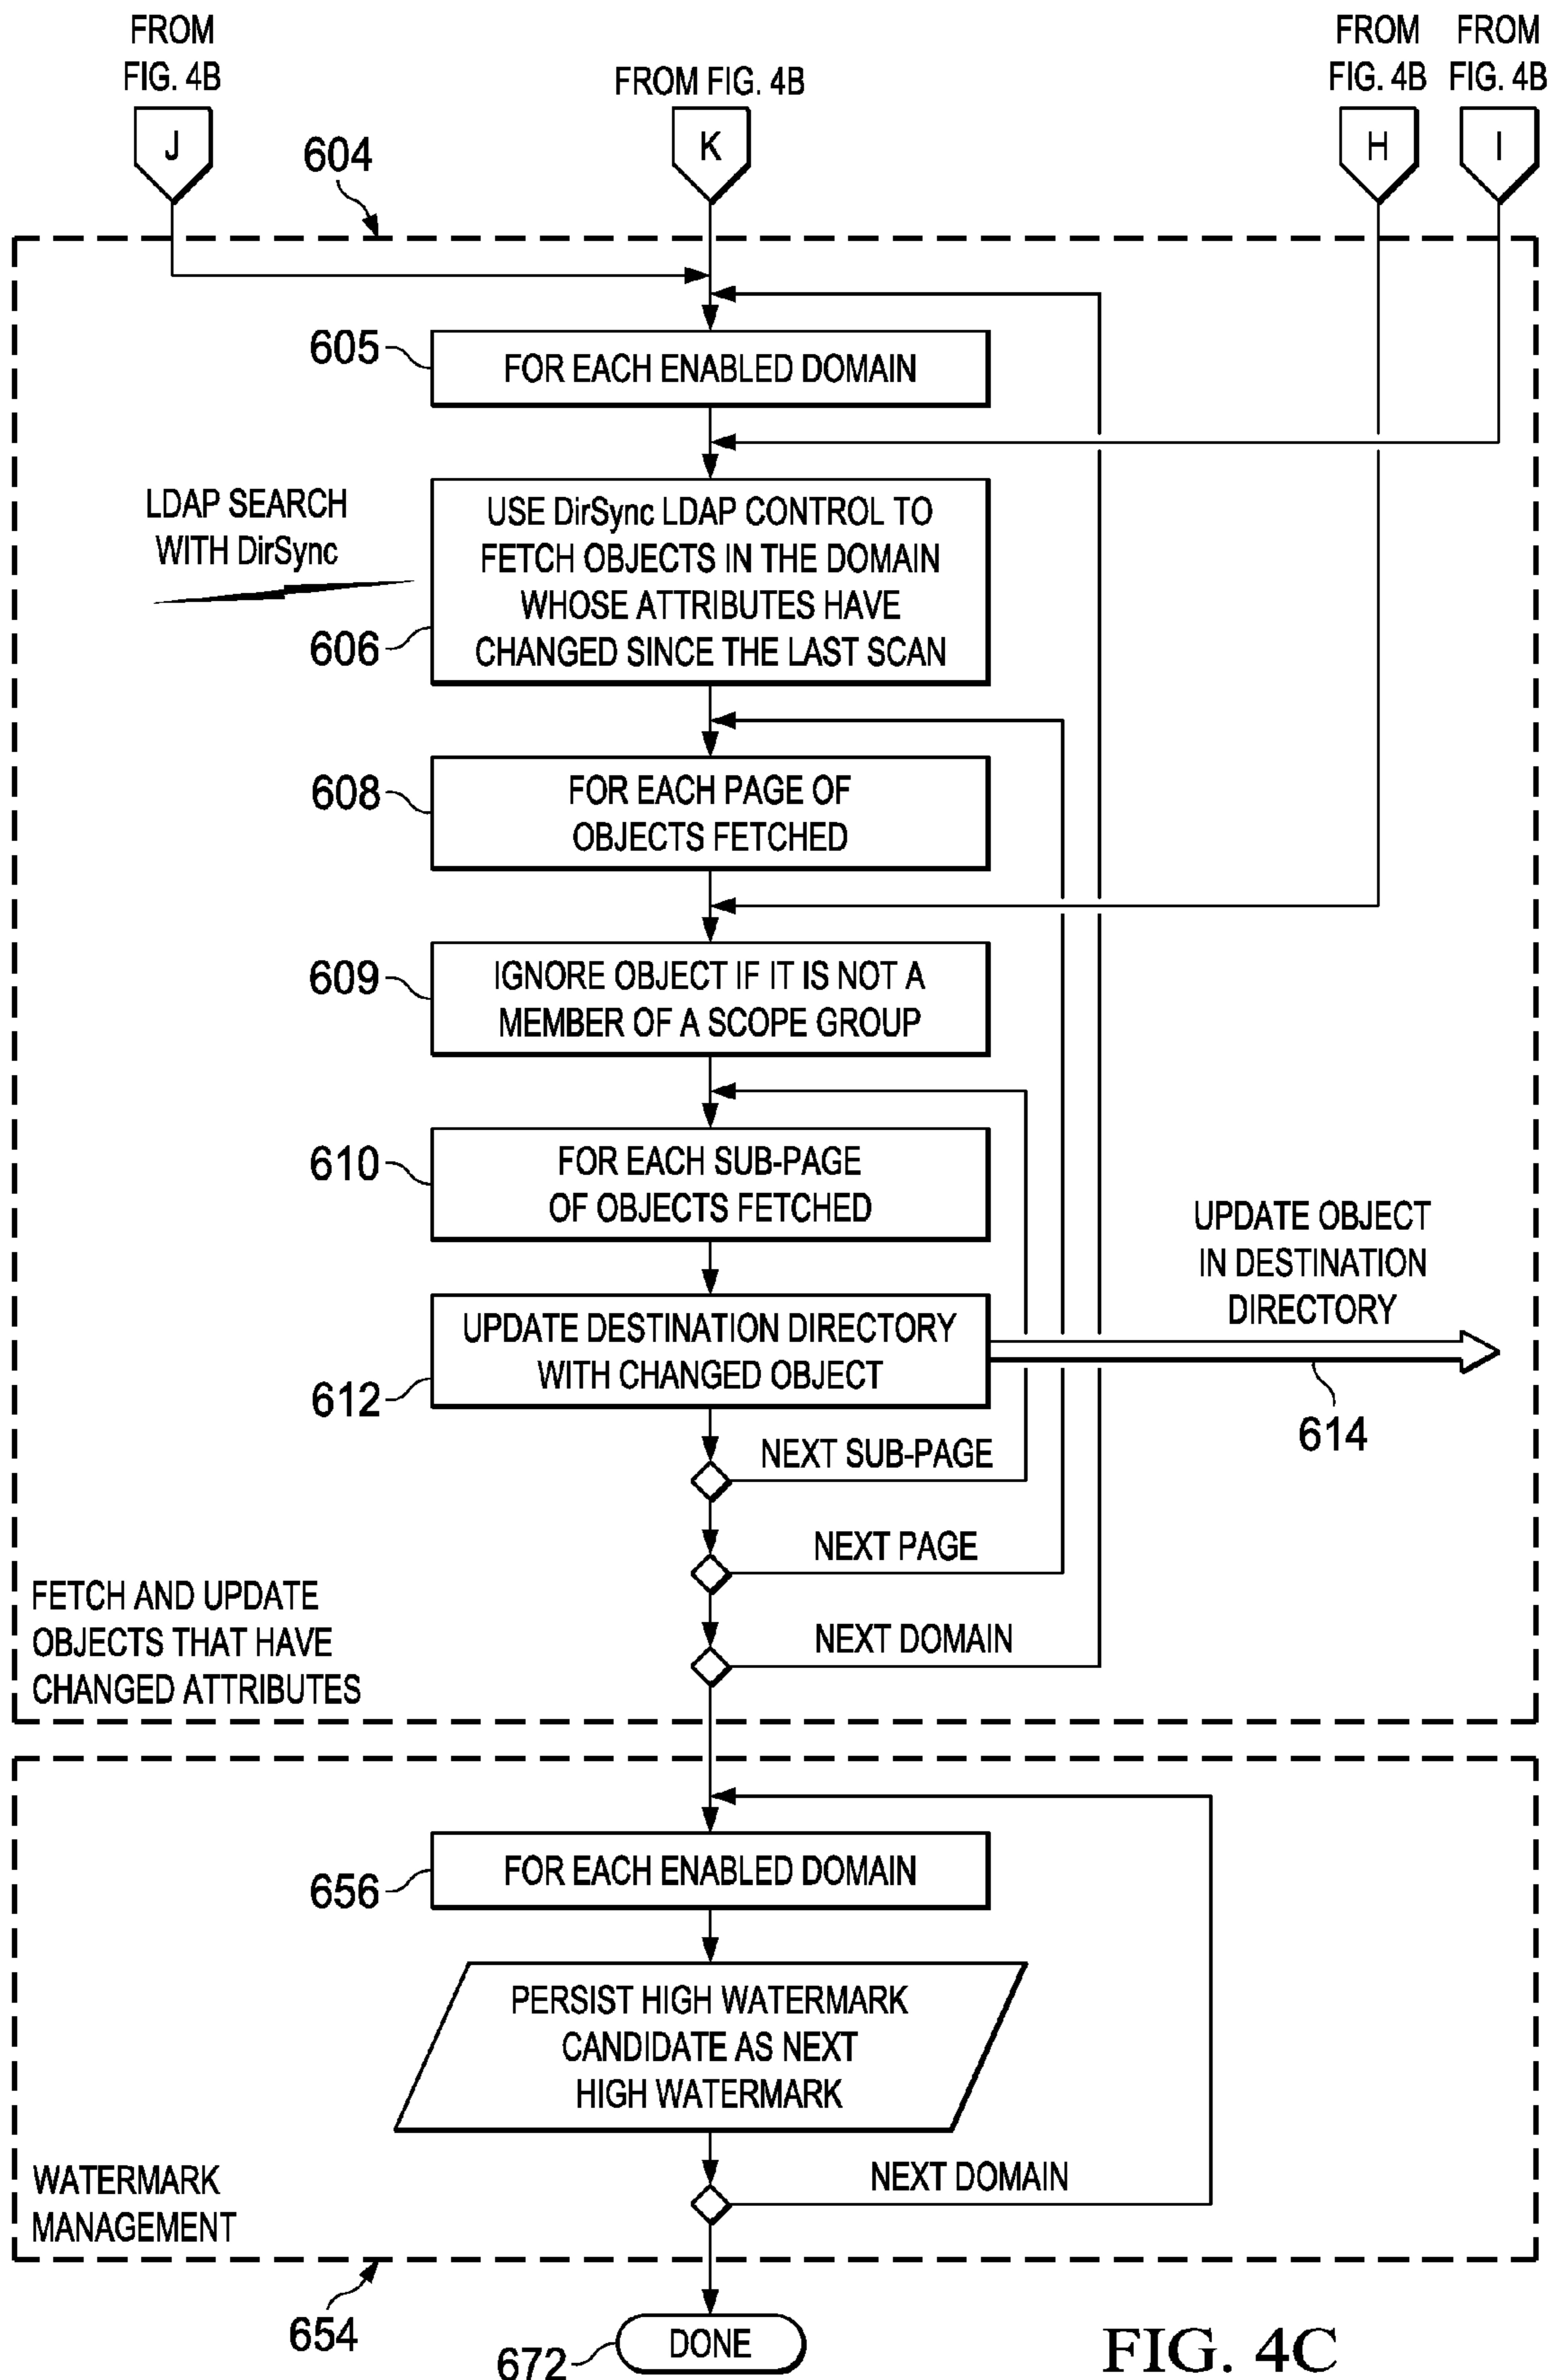 FROM
FIG. 4B
FROM FIG. 4B
FROM
FIG. 4B
FROM
FIG. 4B
J
K
H
I
604
605
FOR EACH ENABLED DOMAIN
LDAP SEARCH
WITH DirSync
606
USE DirSync LDAP CONTROL TO
FETCH OBJECTS IN THE DOMAIN
WHOSE ATTRIBUTES HAVE
CHANGED SINCE THE LAST SCAN
608
FOR EACH PAGE OF
OBJECTS FETCHED
609
IGNORE OBJECT IF IT IS NOT A
MEMBER OF A SCOPE GROUP
610
FOR EACH SUB-PAGE
OF OBJECTS FETCHED
UPDATE OBJECT
IN DESTINATION
DIRECTORY
612
UPDATE DESTINATION DIRECTORY
WITH CHANGED OBJECT
614
NEXT SUB-PAGE
NEXT PAGE
NEXT DOMAIN
FETCH AND UPDATE
OBJECTS THAT HAVE
CHANGED ATTRIBUTES
656
FOR EACH ENABLED DOMAIN
PERSIST HIGH WATERMARK
CANDIDATE AS NEXT
HIGH WATERMARK
NEXT DOMAIN
WATERMARK
MANAGEMENT
654
672
DONE
FIG. 4C